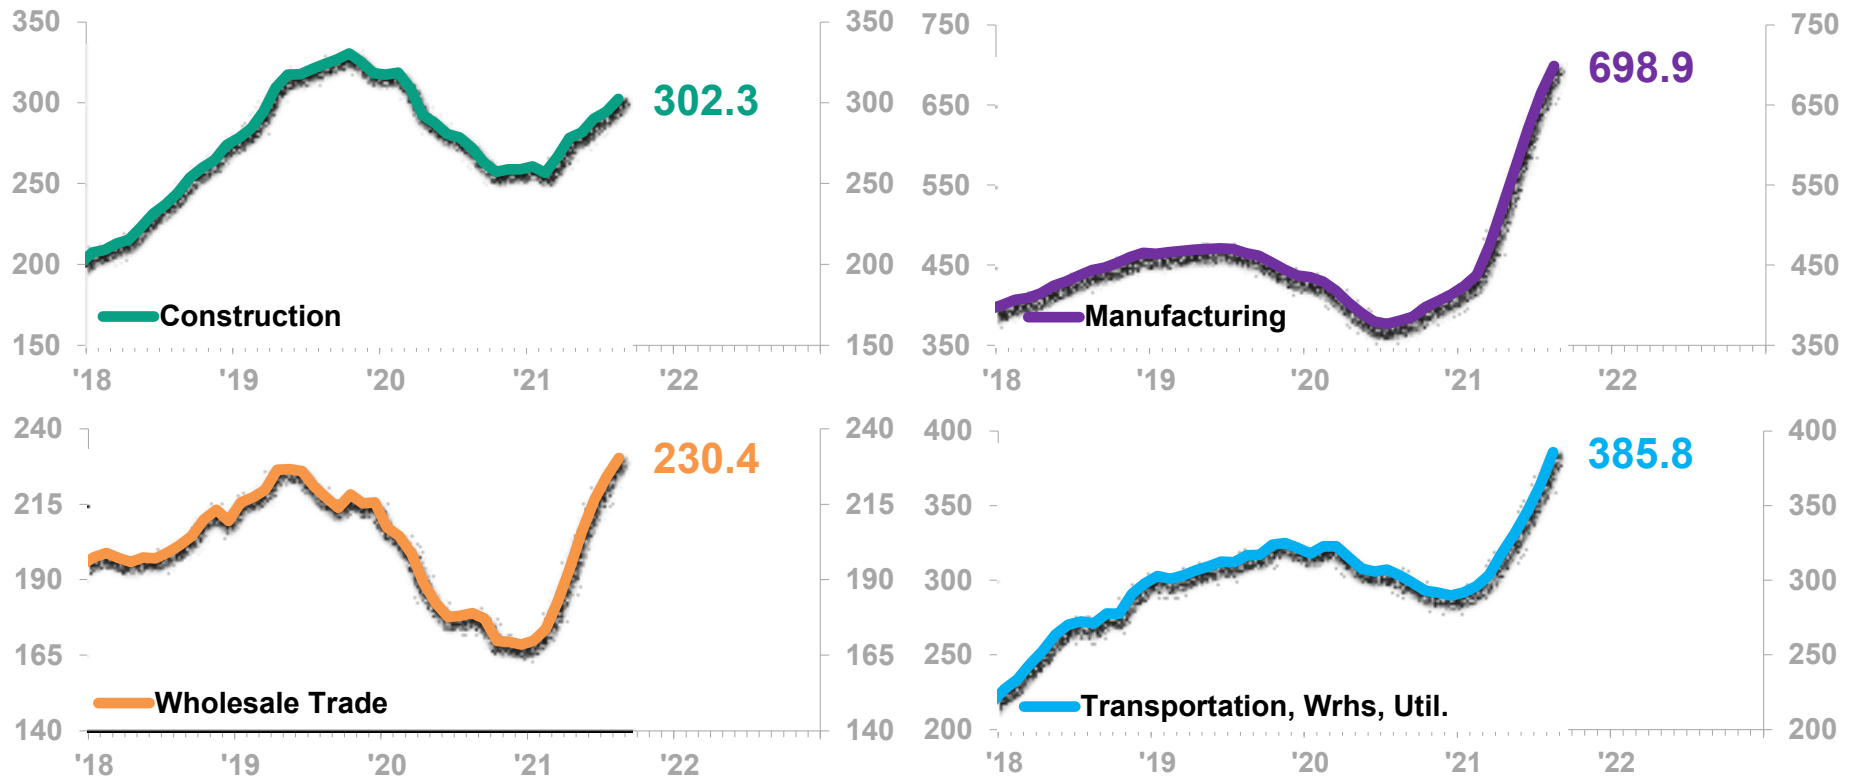 350 350 750 750
300 302.3 300 650 698.9 650
250 250 550 550
200 200 450 450
Construction Manufacturing
150 150 350 350
'18 '19 '20 '21 '22 '18 '19 '20 '21 '22
240 240 400 400
230.4 385.8
215 215 350 350
190 190 300 300
165 165 250 250
Wholesale Trade Transportation, Wrhs, Util.
140 140 200 200
'18 '19 '20 '21 '22 '18 '19 '20 '21 '22